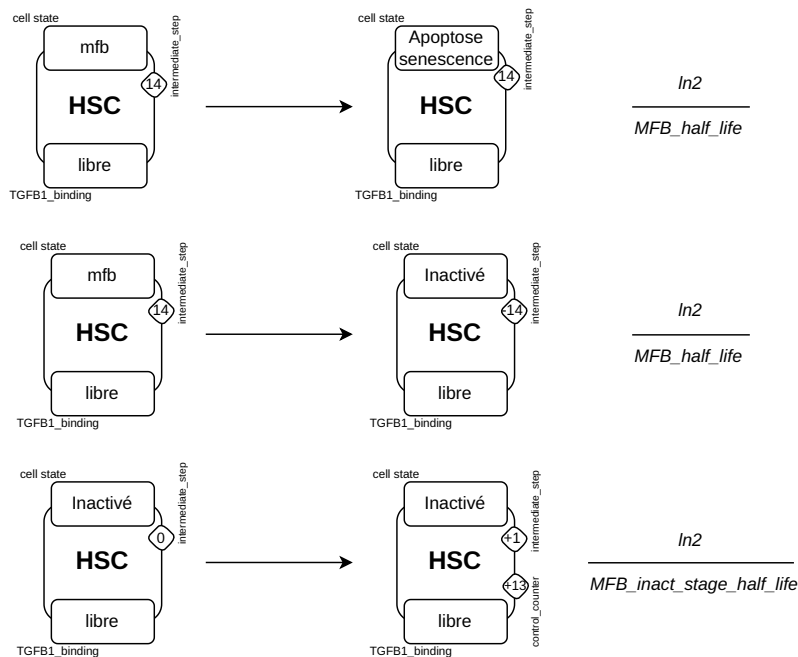 cell state
mfb
14
intermediate_step
HSC
libre
TGFB1_binding
cell state
Apoptose
senescence
14
intermediate_step
HSC
libre
TGFB1_binding
ln2
MFB_half_life
cell state
mfb
14
intermediate_step
HSC
libre
TGFB1_binding
cell state
Inactivé
-14
intermediate_step
HSC
libre
TGFB1_binding
ln2
MFB_half_life
cell state
Inactivé
0
intermediate_step
HSC
libre
TGFB1_binding
cell state
Inactivé
+1
intermediate_step
HSC
+13
control_counter
libre
TGFB1_binding
ln2
MFB_inact_stage_half_life